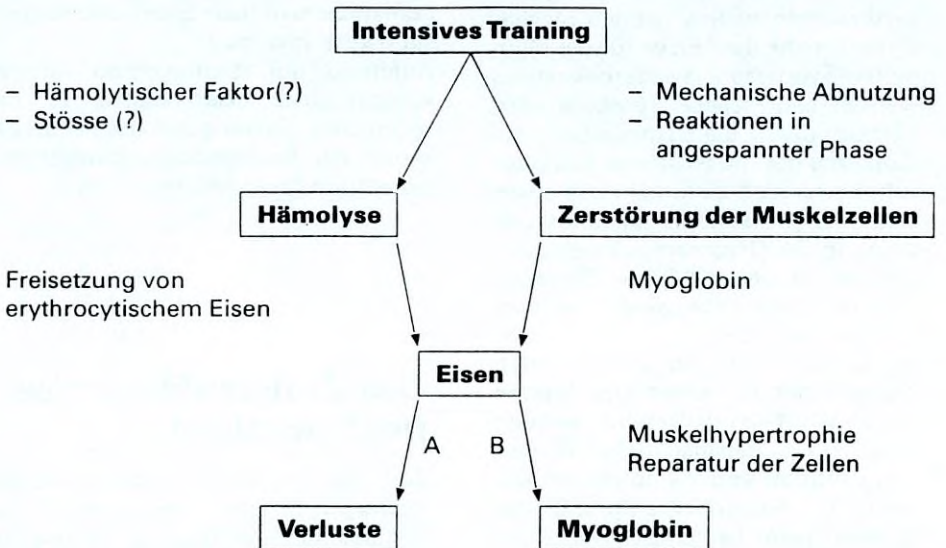 Intensives Training
– Hämolytischer Faktor(?)
– Stösse (?)
– Mechanische Abnutzung
– Reaktionen in
angespannter Phase
Hämolyse
Zerstörung der Muskelzellen
Freisetzung von
erythrocytischem Eisen
Myoglobin
Eisen
A
B
Muskelhypertrophie
Reparatur der Zellen
Verluste
Myoglobin